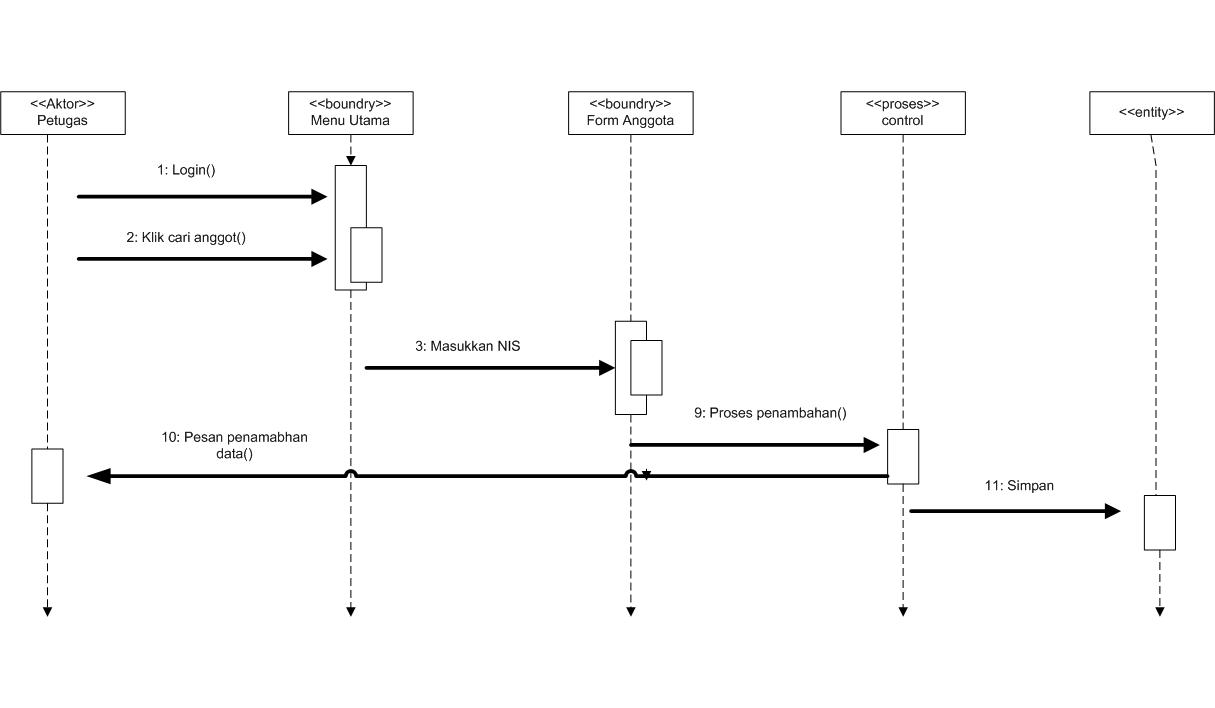 <<Aktor>>
Petugas
<<boundry>>
Menu Utama
<<boundry>>
Form Anggota
<<proses>>
control
<<entity>>
1: Login()
2: Klik cari anggot()
3: Masukkan NIS
9: Proses penambahan()
10: Pesan penamabhan
data()
11: Simpan